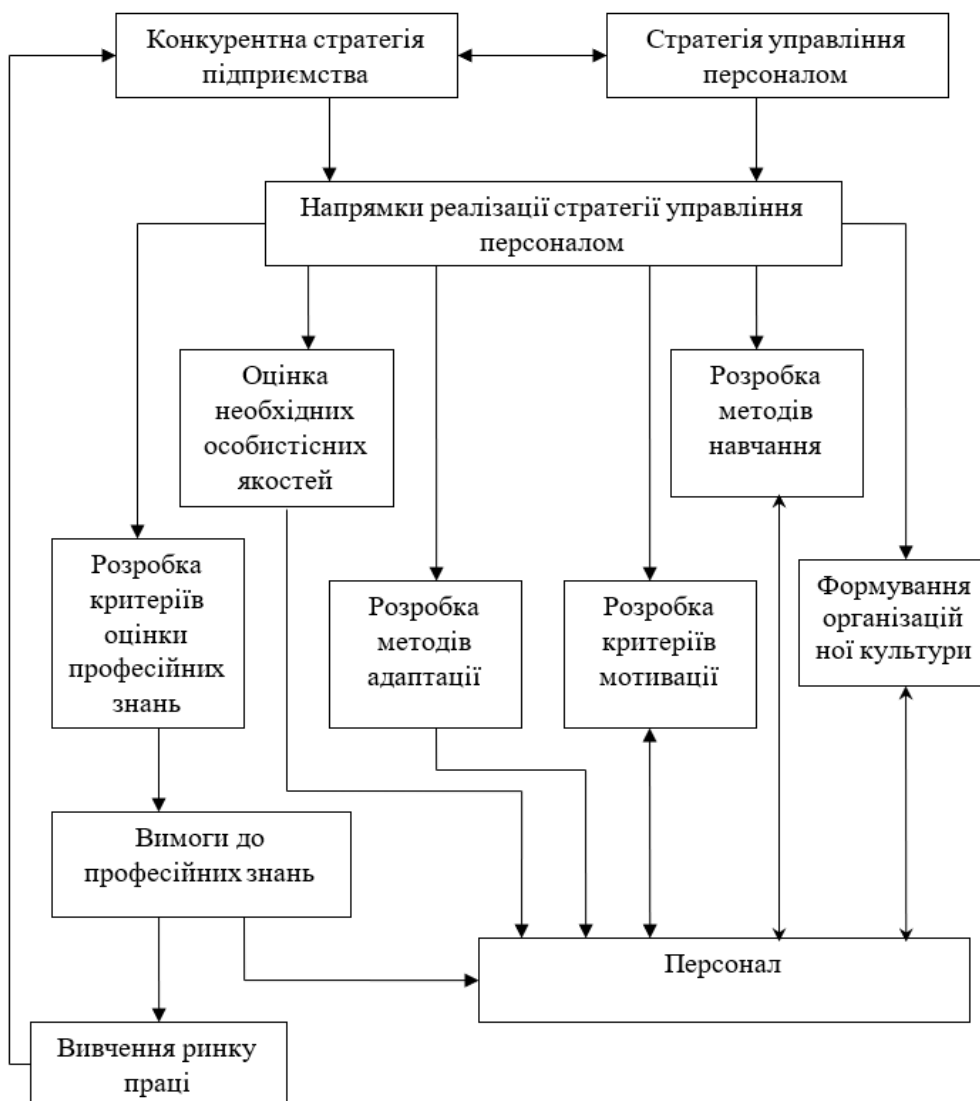 Конкурентна стратегія
підприємства
Стратегія управління
персоналом
Напрямки реалізації стратегії управління
персоналом
Оцінка
необхідних
особистісних
якостей
Розробка
методів
навчання
Розробка
критеріїв
оцінки
професійних
знань
Розробка
методів
адаптації
Розробка
критеріїв
мотивації
Формування
організацій
ної культури
Вимоги до
професійних знань
Персонал
Вивчення ринку
праці